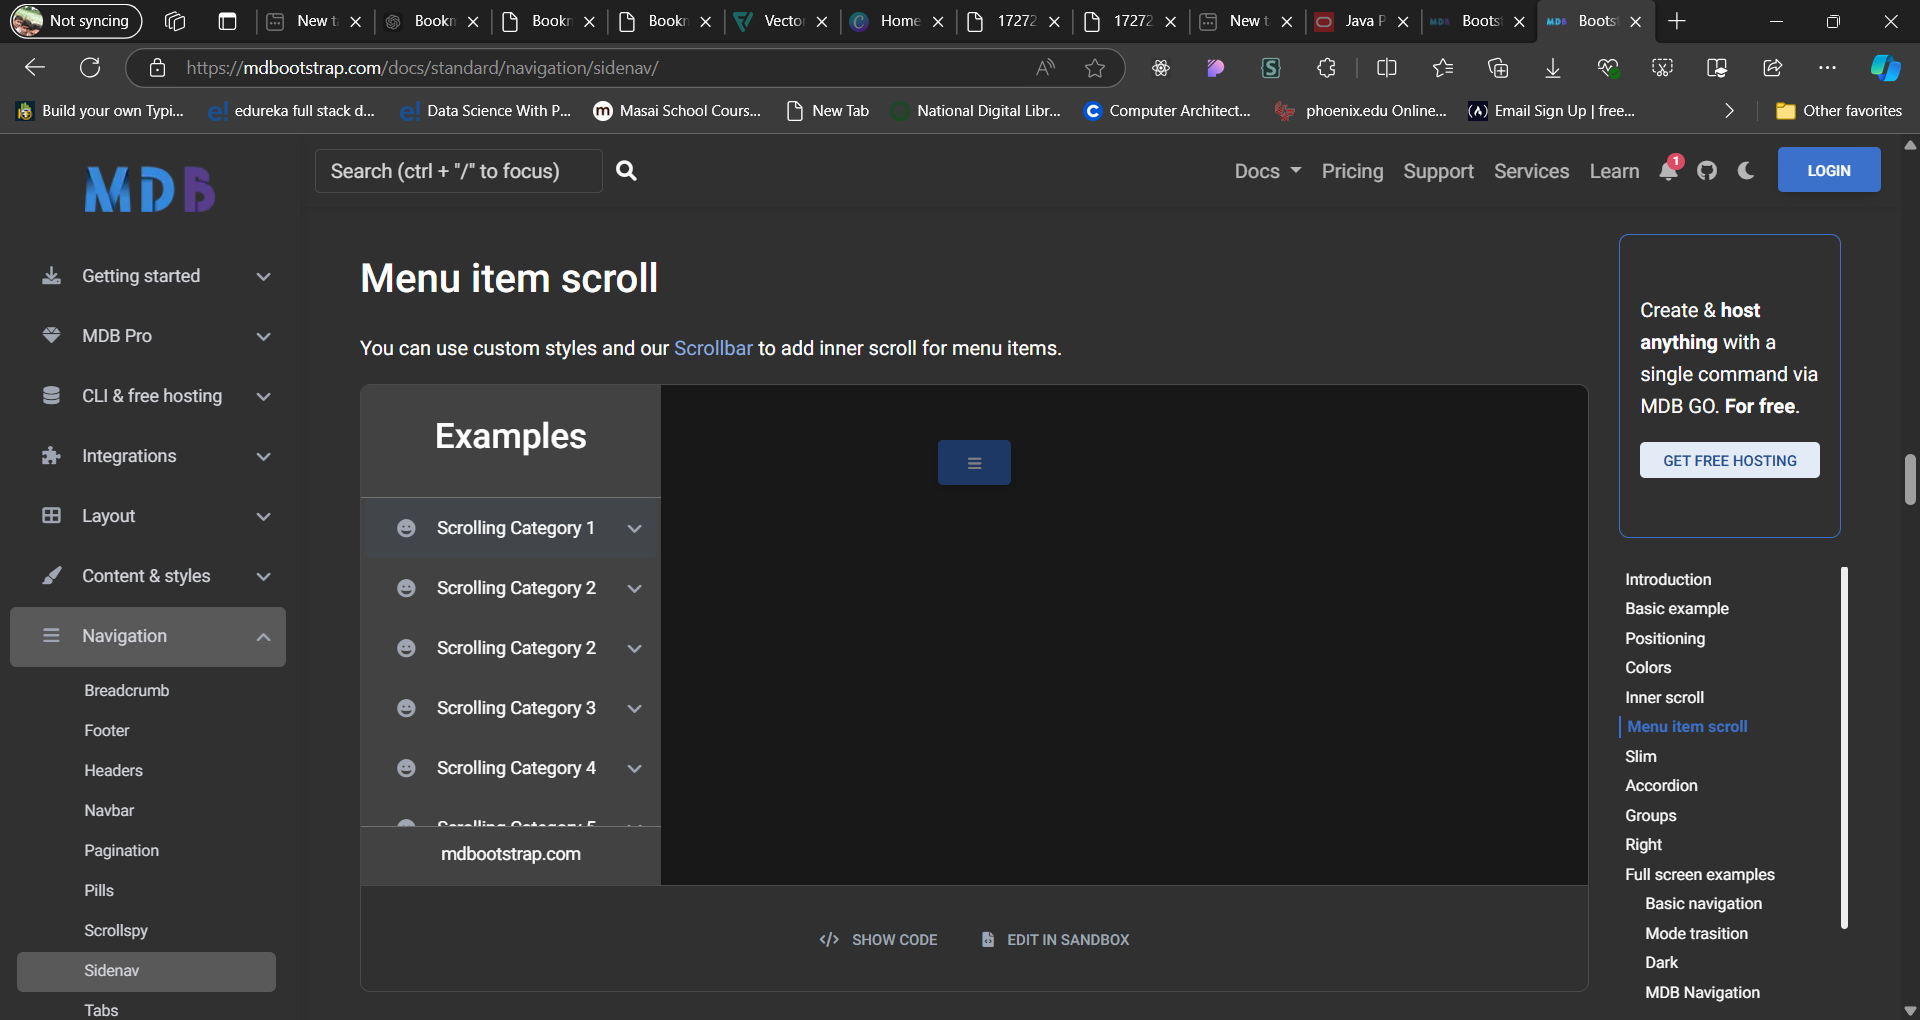 Not syncing
New t
Bookm
Book
Book
Vecto
Home
17272
17272
New t
Java P
Boots
Boots
https://mdbootstrap.com/docs/standard/navigation/sidenav/
Build your own Typi...
edureka full stack d...
Data Science With P...
Masai School Cours...
New Tab
National Digital Libr...
Computer Architect...
phoenix.edu Online...
Email Sign Up | free...
Other favorites
MDB
Search (ctrl + "/" to focus)
Docs
Pricing
Support
Services
Learn
1
LOGIN
Getting started
MDB Pro
CLI & free hosting
Integrations
Layout
Content & styles
Navigation
Breadcrumb
Footer
Headers
Navbar
Pagination
Pills
Scrollspy
Sidenav
Tabs
Menu item scroll
You can use custom styles and our Scrollbar to add inner scroll for menu items.
Examples
Scrolling Category 1
Scrolling Category 2
Scrolling Category 2
Scrolling Category 3
Scrolling Category 4
Scrolling Category 5
mdbootstrap.com
SHOW CODE
EDIT IN SANDBOX
Create & host
anything with a
single command via
MDB GO. For free.
GET FREE HOSTING
Introduction
Basic example
Positioning
Colors
Inner scroll
Menu item scroll
Slim
Accordion
Groups
Right
Full screen examples
Basic navigation
Mode trasition
Dark
MDB Navigation